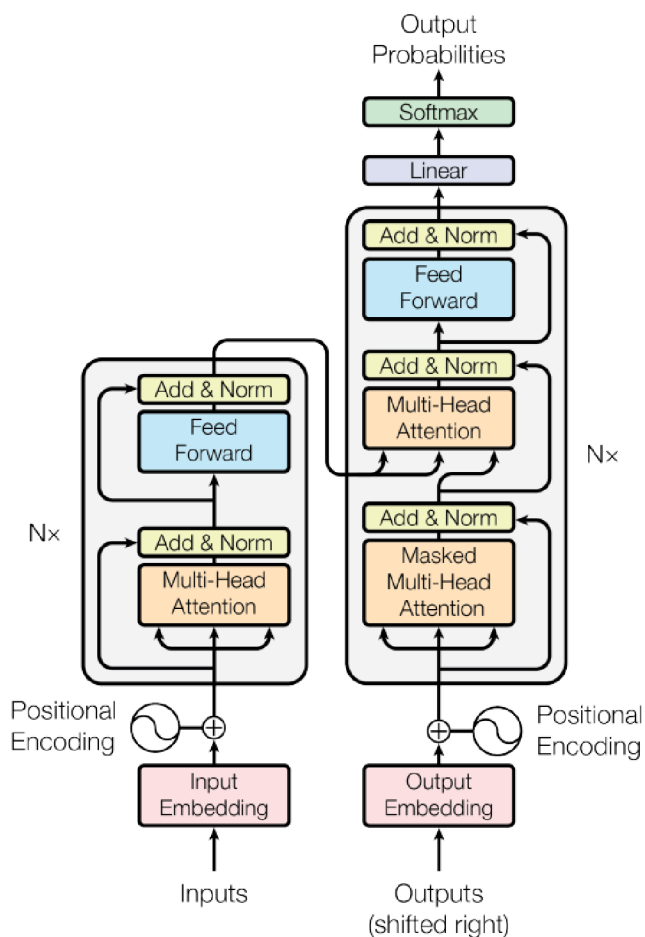 Output
Probabilities
Softmax
Linear
Add & Norm
Feed
Forward
Add & Norm
Multi-Head
Attention
Nx
Add & Norm
Masked
Multi-Head
Attention
Add & Norm
Feed
Forward
Nx
Add & Norm
Multi-Head
Attention
Positional
Encoding
Positional
Encoding
Input
Embedding
Output
Embedding
Inputs
Outputs
(shifted right)